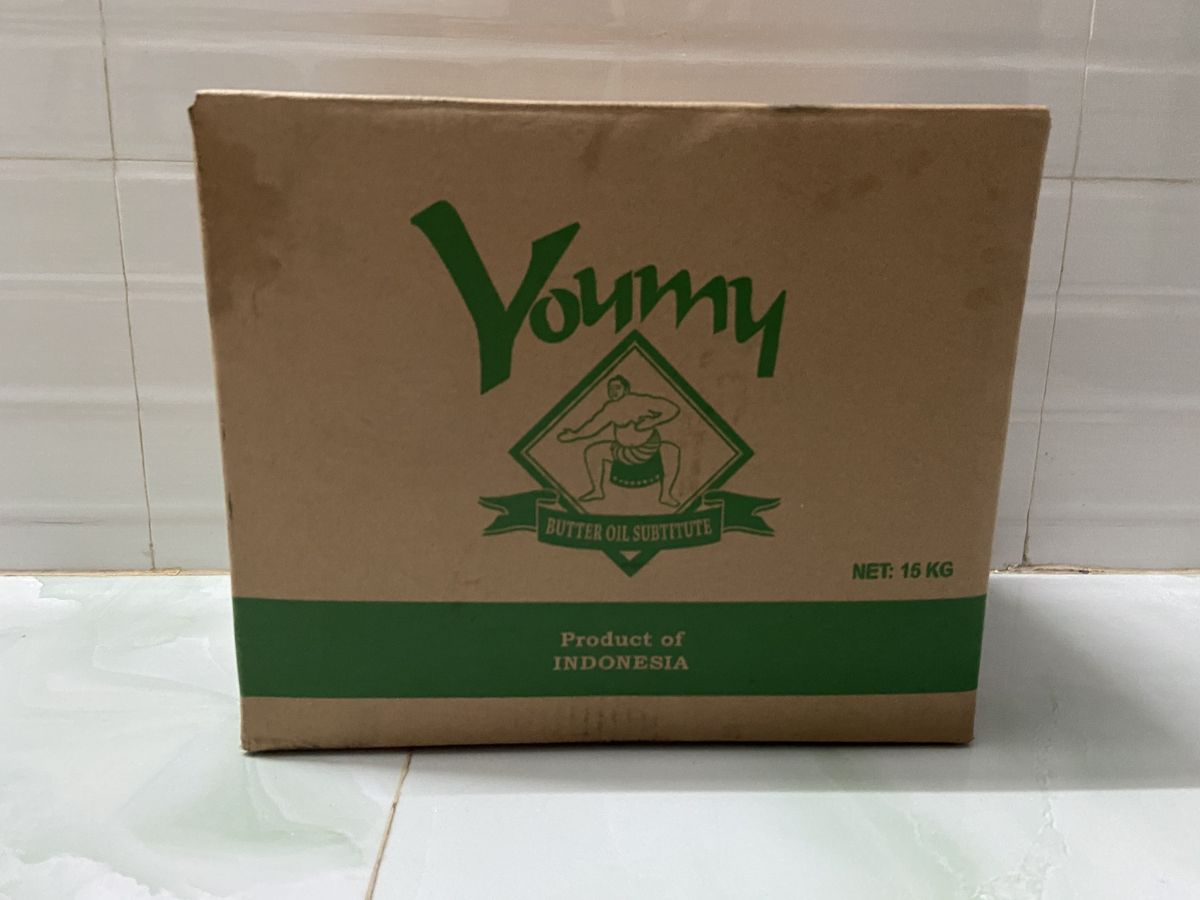 Youmy
BUTTER OIL SUBTITUTE
NET: 15 KG
Product of
INDONESIA